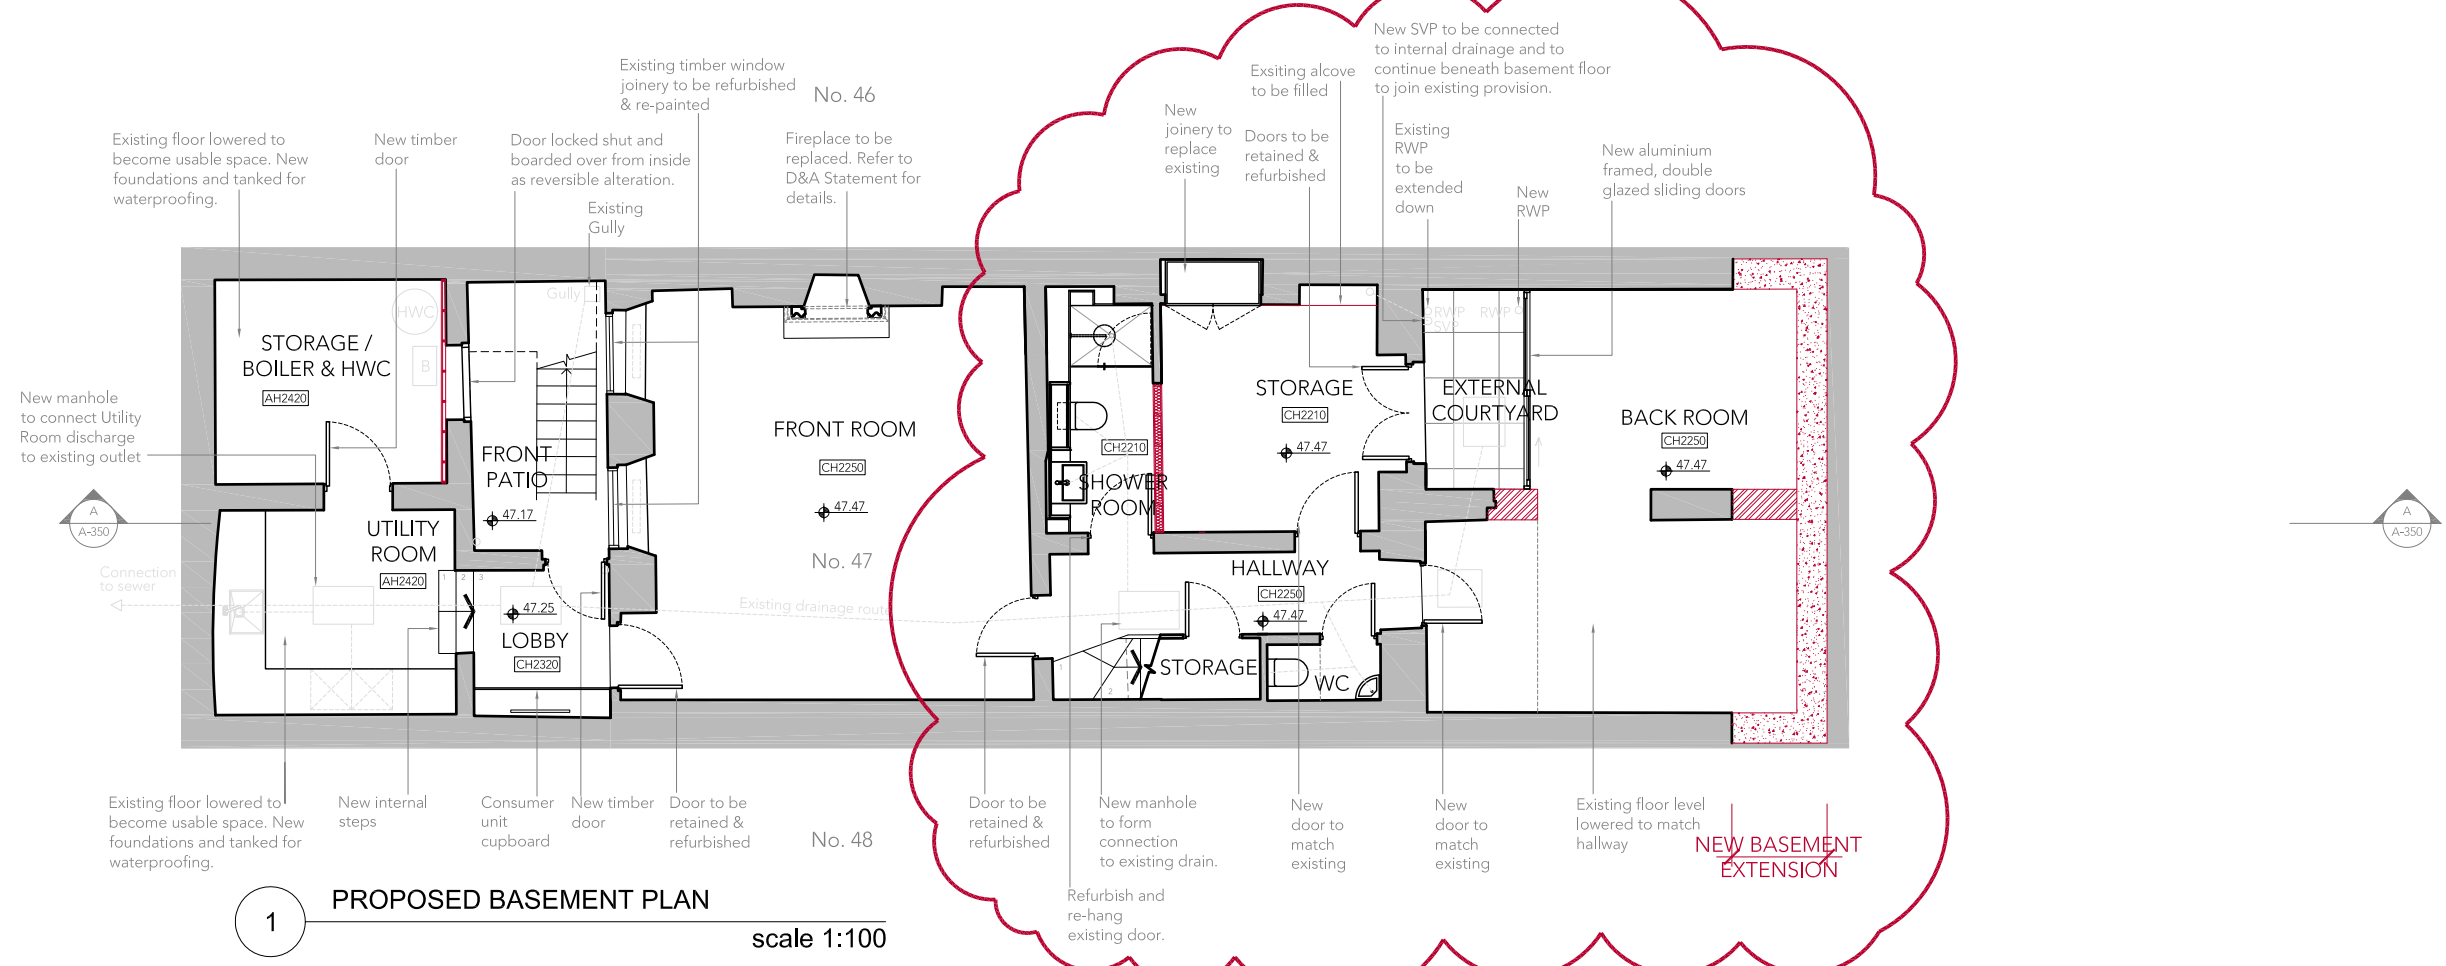 New SVP to be connected
to internal drainage and to
continue beneath basement floor
to join existing provision.
Existing timber window
joinery to be refurbished
& re-painted
No. 46
Exsiting alcove
to be filled
New
joinery to
replace
existing
Doors to be
retained &
refurbished
Existing
RWP
to be
extended
down
New aluminium
framed, double
glazed sliding doors
New
RWP
Existing floor lowered to
become usable space. New
foundations and tanked for
waterproofing.
New timber
door
Door locked shut and
boarded over from inside
as reversible alteration.
Existing
Gully
Fireplace to be
replaced. Refer to
D&A Statement for
details.
Gully
HWC
B
STORAGE /
BOILER & HWC
AH2420
RWP
SVP
RWP
New manhole
to connect Utility
Room discharge
to existing outlet
FRONT
PATIO
47.17
FRONT ROOM
CH2250
47.47
CH2210
SHOWER
ROOM
STORAGE
CH2210
47.47
EXTERNAL
COURTYARD
BACK ROOM
CH2250
47.47
A
A-350
A
A-350
UTILITY
ROOM
AH2420
No. 47
Connection
to sewer
1
2
3
47.25
LOBBY
CH2320
Existing drainage route
HALLWAY
CH2250
47.47
1
2
STORAGE
WC
Existing floor lowered to
become usable space. New
foundations and tanked for
waterproofing.
New internal
steps
Consumer
unit
cupboard
New timber
door
Door to be
retained &
refurbished
No. 48
Door to be
retained &
refurbished
New manhole
to form
connection
to existing drain.
Refurbish and
re-hang
existing door.
New
door to
match
existing
New
door to
match
existing
Existing floor level
lowered to match
hallway
NEW BASEMENT
EXTENSION
1
PROPOSED BASEMENT PLAN
scale 1:100